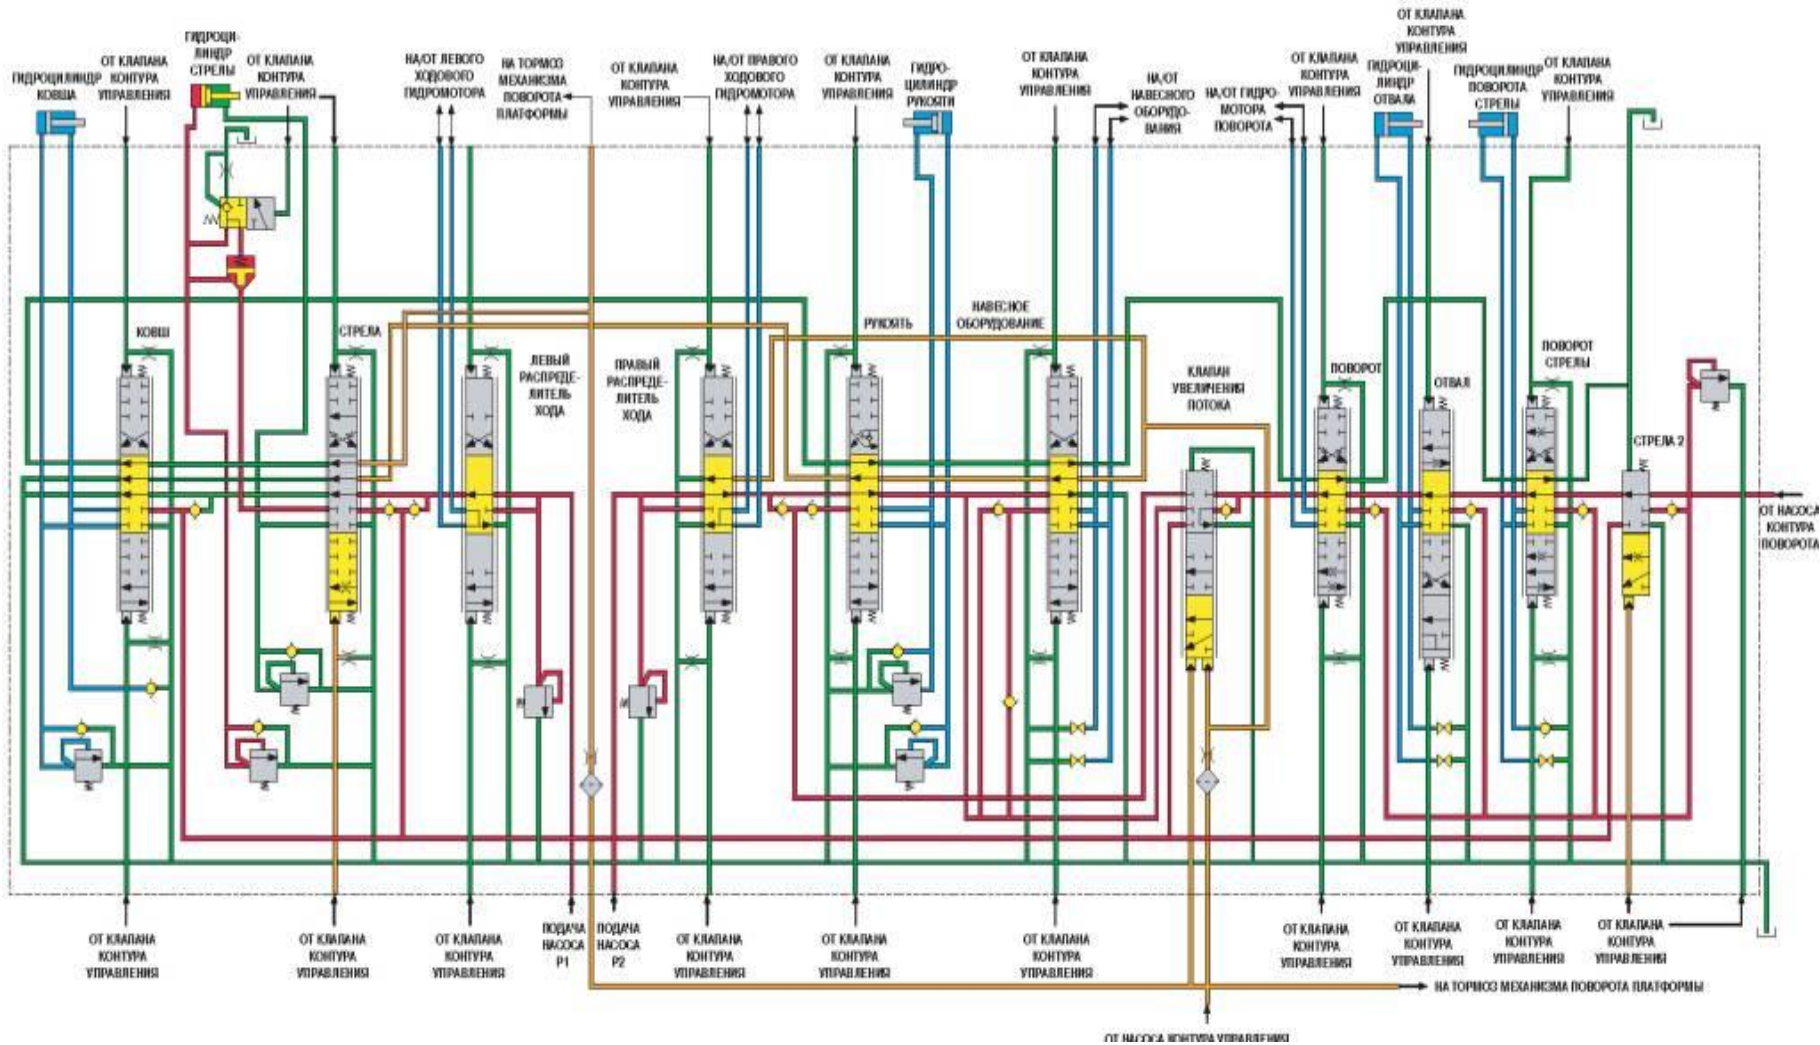 ГИДРОЦИЛИНДР
КОВША
ОТ КЛАПАНА
КОНТУРА
УПРАВЛЕНИЯ
ГИДРОЦИ-
ЛИНДР
СТРЕЛЫ
ОТ КЛАПАНА
КОНТУРА
УПРАВЛЕНИЯ
НА/ОТ ЛЕВОГО
ХОДОВОГО
ГИДРОМОТОРА
НА ТОРМОЗ
МЕХАНИЗМА
ПОВОРОТА
ПЛАТФОРМЫ
ОТ КЛАПАНА
КОНТУРА
УПРАВЛЕНИЯ
НА/ОТ ПРАВОГО
ХОДОВОГО
ГИДРОМОТОРА
ОТ КЛАПАНА
КОНТУРА
УПРАВЛЕНИЯ
ГИДРО-
ЦИЛИНДР
РУКОЯТИ
ОТ КЛАПАНА
КОНТУРА
УПРАВЛЕНИЯ
НА/ОТ
НАВЕСНОГО
ОБОРУДО-
ВАНИЯ
НА/ОТ ГИДРО-
МОТОРА
ПОВОРОТА
ОТ КЛАПАНА
КОНТУРА
УПРАВЛЕНИЯ
ОТ КЛАПАНА
КОНТУРА
УПРАВЛЕНИЯ
ГИДРОЦИ-
ЛИНДР
ОТВАЛА
ГИДРОЦИЛИНДР
ПОВОРОТА
СТРЕЛЫ
ОТ КЛАПАНА
КОНТУРА
УПРАВЛЕНИЯ
КОВШ
СТРЕЛА
ЛЕВЫЙ
РАСПРЕДЕ-
ЛИТЕЛЬ
ХОДА
ПРАВЫЙ
РАСПРЕДЕ-
ЛИТЕЛЬ
ХОДА
РУКОЯТЬ
НАВЕСНОЕ
ОБОРУДОВАНИЕ
КЛАПАН
УВЕЛИЧЕНИЯ
ПОТОКА
ПОВОРОТ
ОТВАЛ
ПОВОРОТ
СТРЕЛЫ
СТРЕЛА 2
ОТ НАСОСА
КОНТУРА
ПОВОРОТА
ОТ КЛАПАНА
КОНТУРА
УПРАВЛЕНИЯ
ОТ КЛАПАНА
КОНТУРА
УПРАВЛЕНИЯ
ОТ КЛАПАНА
КОНТУРА
УПРАВЛЕНИЯ
ПОДАЧА
НАСОСА
P1
ПОДАЧА
НАСОСА
P2
ОТ КЛАПАНА
КОНТУРА
УПРАВЛЕНИЯ
ОТ КЛАПАНА
КОНТУРА
УПРАВЛЕНИЯ
ОТ КЛАПАНА
КОНТУРА
УПРАВЛЕНИЯ
ОТ КЛАПАНА
КОНТУРА
УПРАВЛЕНИЯ
ОТ КЛАПАНА
КОНТУРА
УПРАВЛЕНИЯ
ОТ КЛАПАНА
КОНТУРА
УПРАВЛЕНИЯ
ОТ КЛАПАНА
КОНТУРА
УПРАВЛЕНИЯ
НА ТОРМОЗ МЕХАНИЗМА ПОВОРОТА ПЛАТФОРМЫ
ОТ НАСОСА КОНТУРА УПРАВЛЕНИЯ